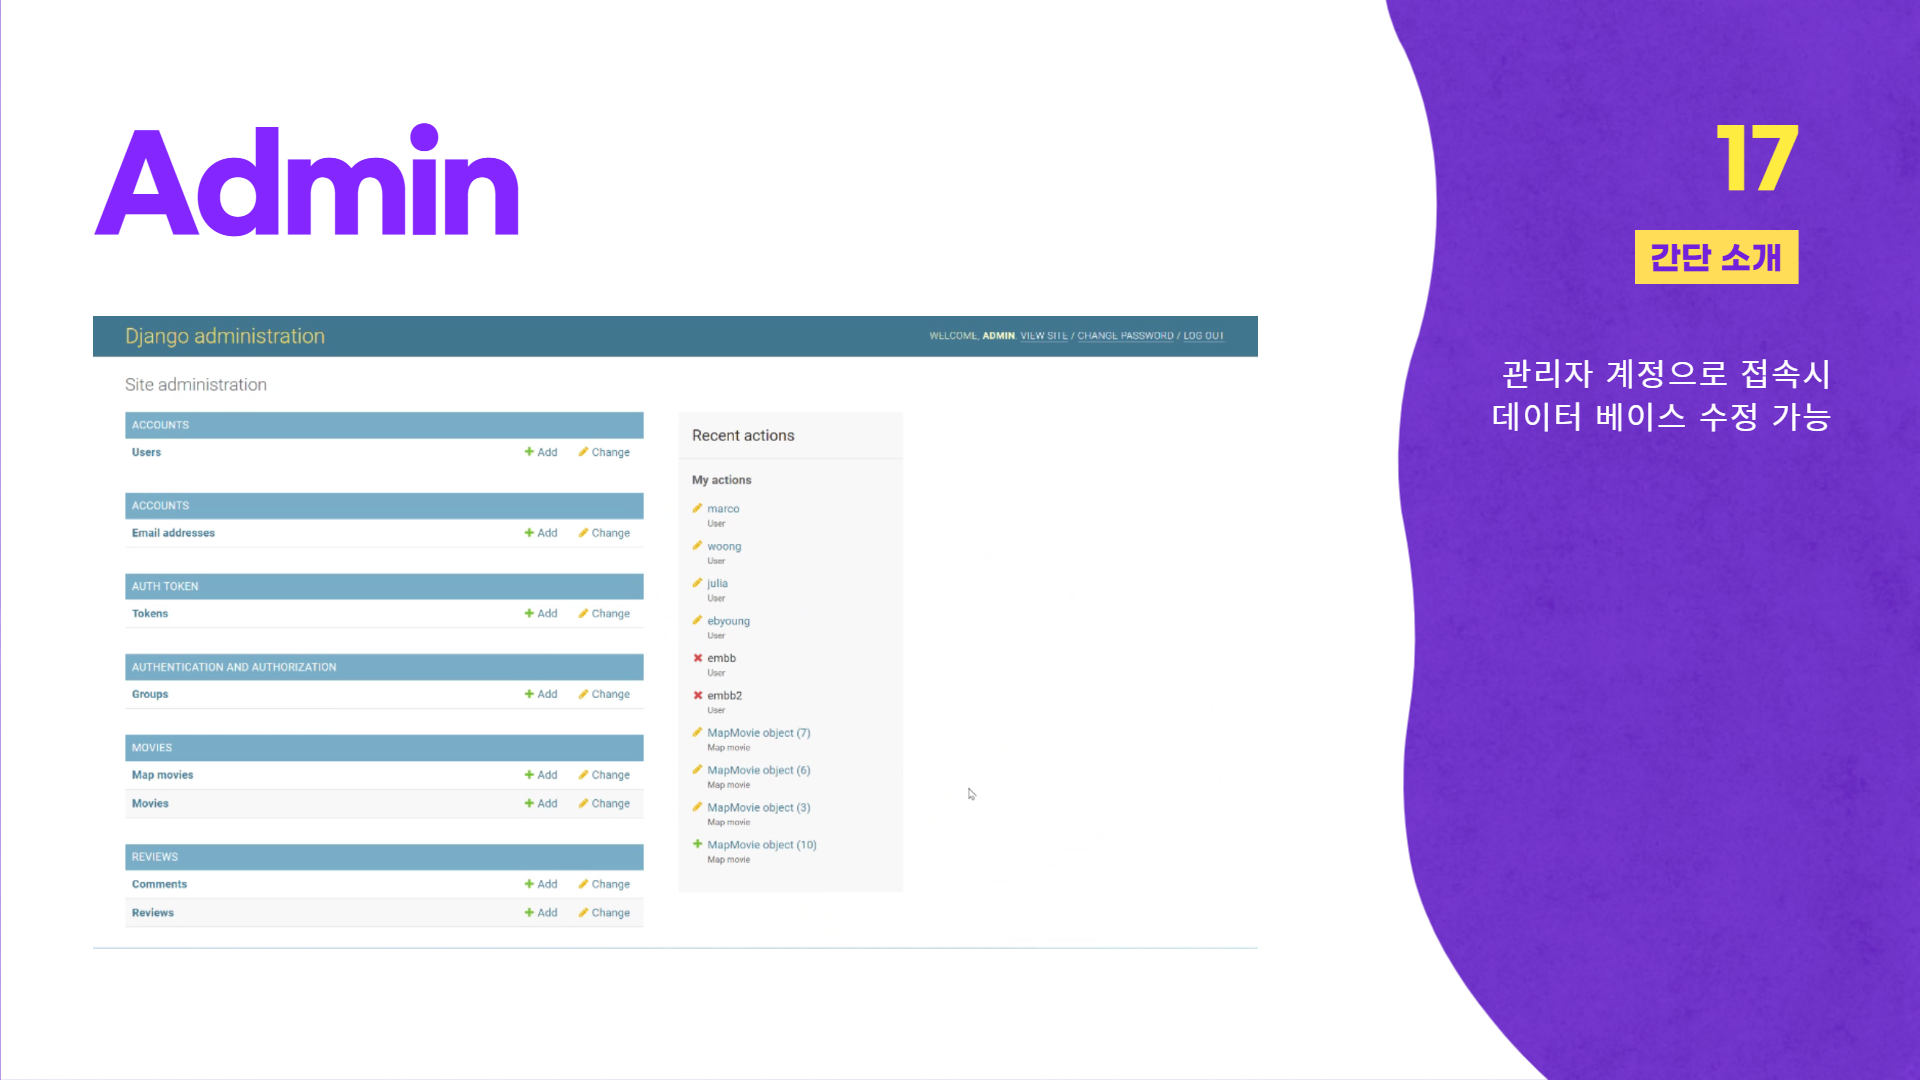 Admin
Django administration
WELCOME, ADMIN. VIEW SITE / CHANGE PASSWORD / LOG OUT
Site administration
ACCOUNTS
Users + Add Change
ACCOUNTS
Email addresses + Add Change
AUTH TOKEN
Tokens + Add Change
AUTHENTICATION AND AUTHORIZATION
Groups + Add Change
MOVIES
Map movies + Add Change
Movies + Add Change
REVIEWS
Comments + Add Change
Reviews + Add Change
Recent actions
My actions
marco
User
woong
User
julia
User
ebyoung
User
embb
User
embb2
User
MapMovie object (7)
Map movie
MapMovie object (6)
Map movie
MapMovie object (3)
Map movie
MapMovie object (10)
Map movie
17
간단 소개
관리자 계정으로 접속시
데이터 베이스 수정 가능